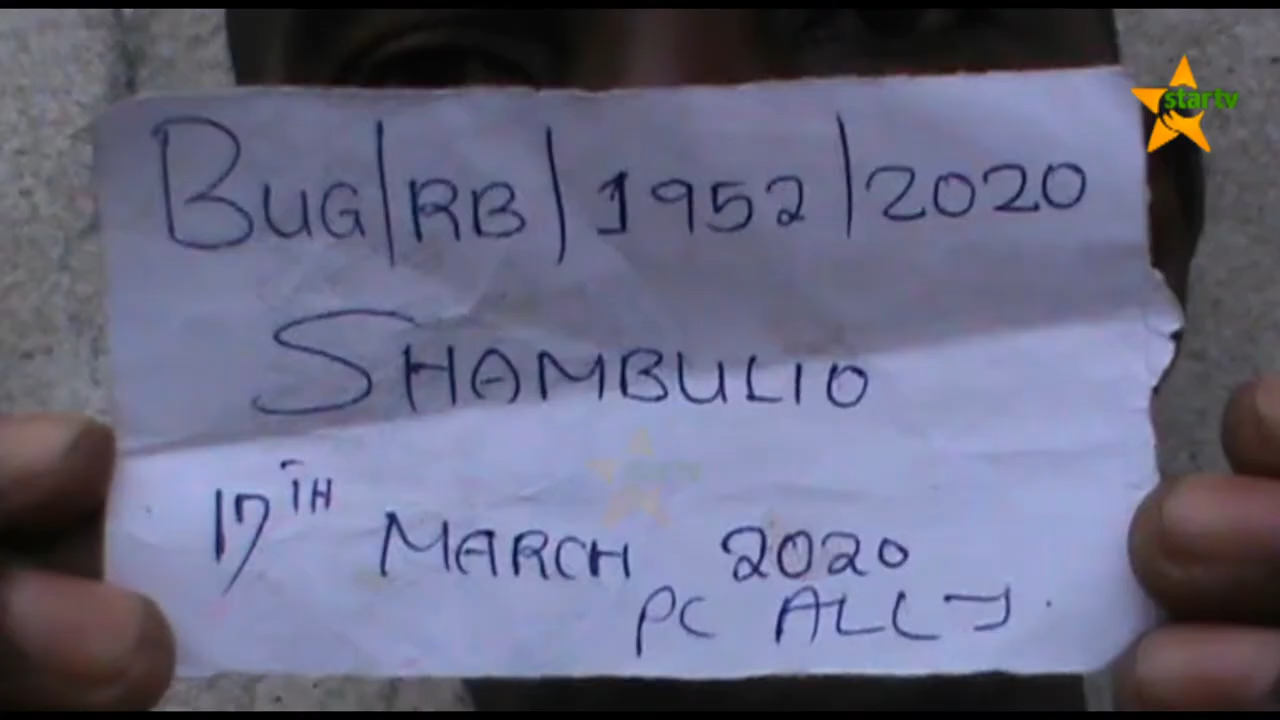 BUG/RB/1952/2020
SHAMBULIO
17TH MARCH 2020
PC ALLY.
startv